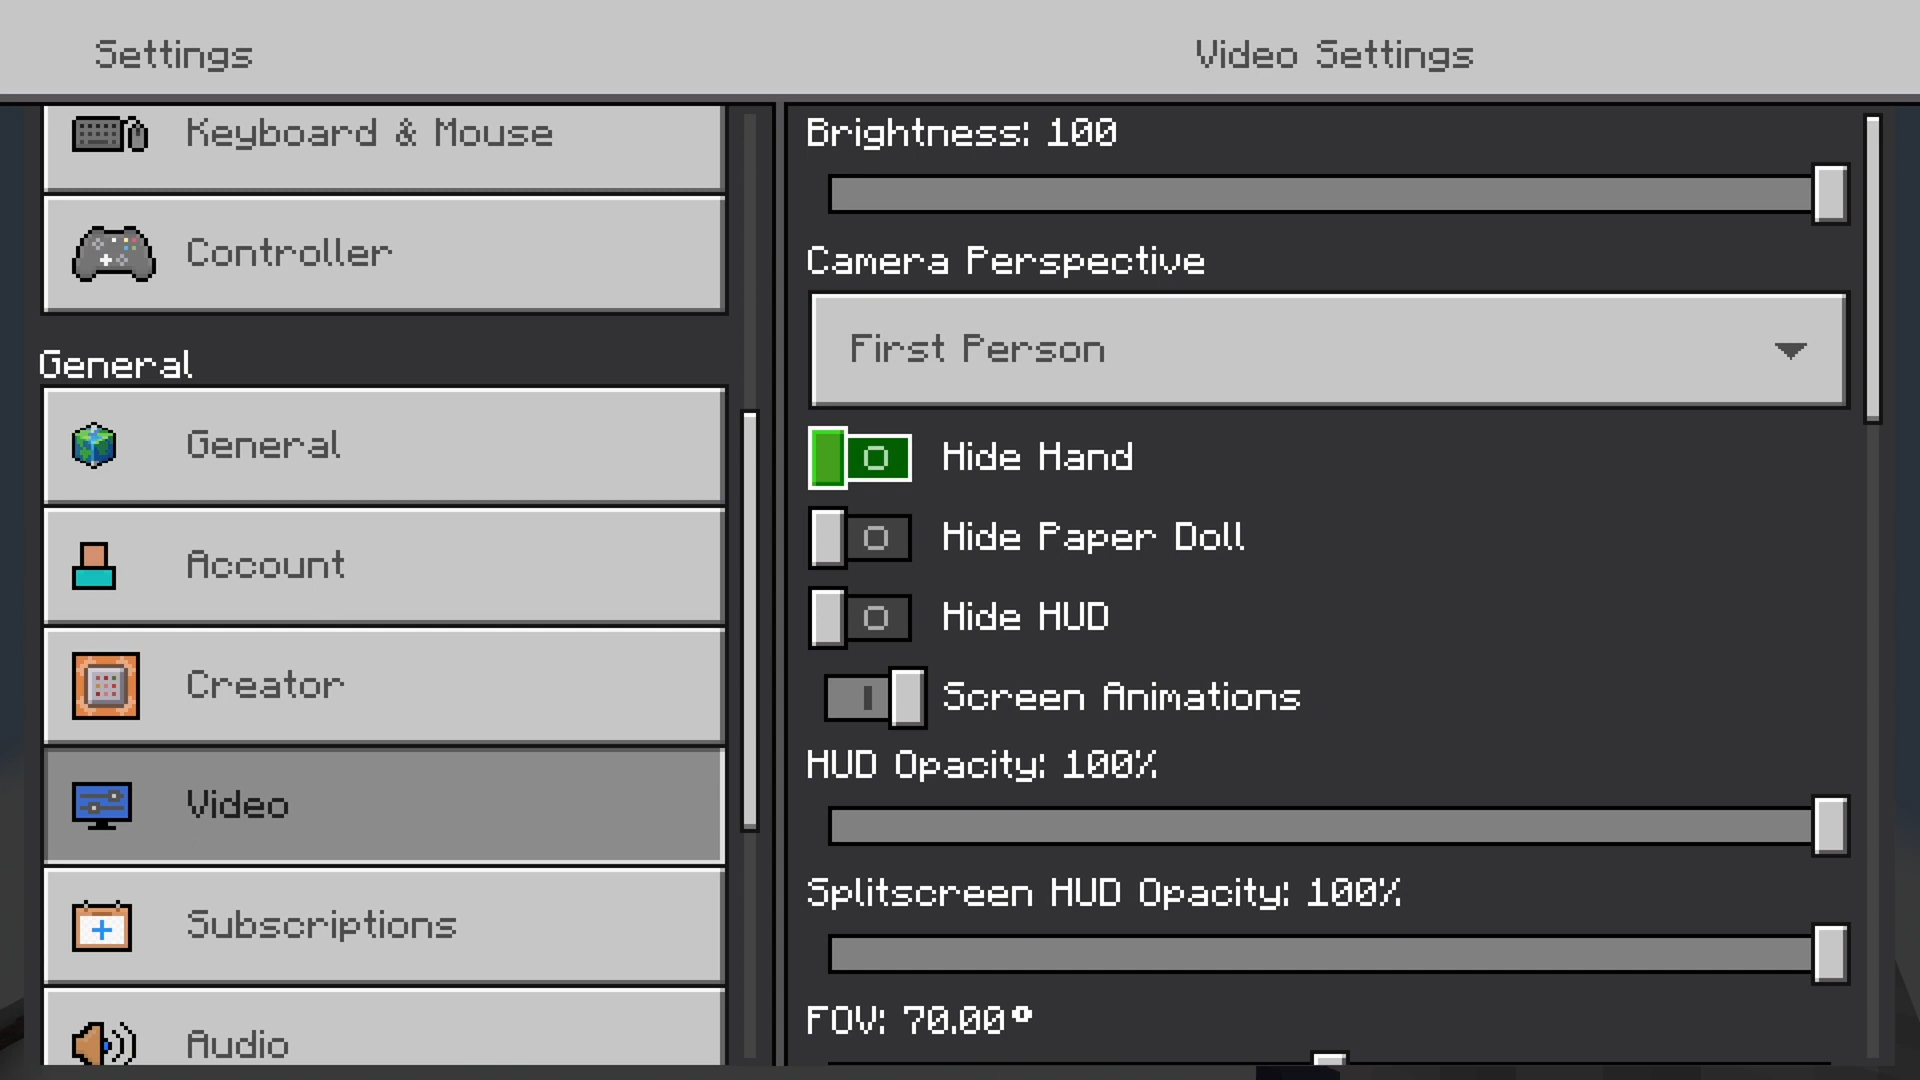 Settings
Video Settings
Keyboard & Mouse
Controller
General
General
Account
Creator
Video
Subscriptions
Audio
Brightness: 100
Camera Perspective
First Person
Hide Hand
Hide Paper Doll
Hide HUD
Screen Animations
HUD Opacity: 100%
Splitscreen HUD Opacity: 100%
FOV: 70.00°